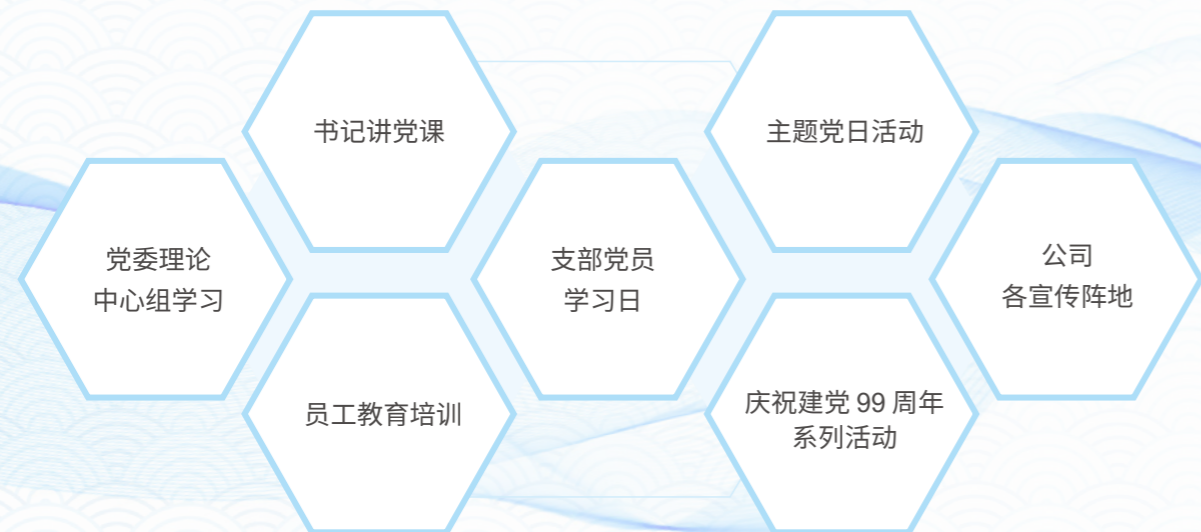 书记讲党课
主题党日活动
党委理论
中心组学习
支部党员
学习日
公司
各宣传阵地
员工教育培训
庆祝建党 99 周年
系列活动